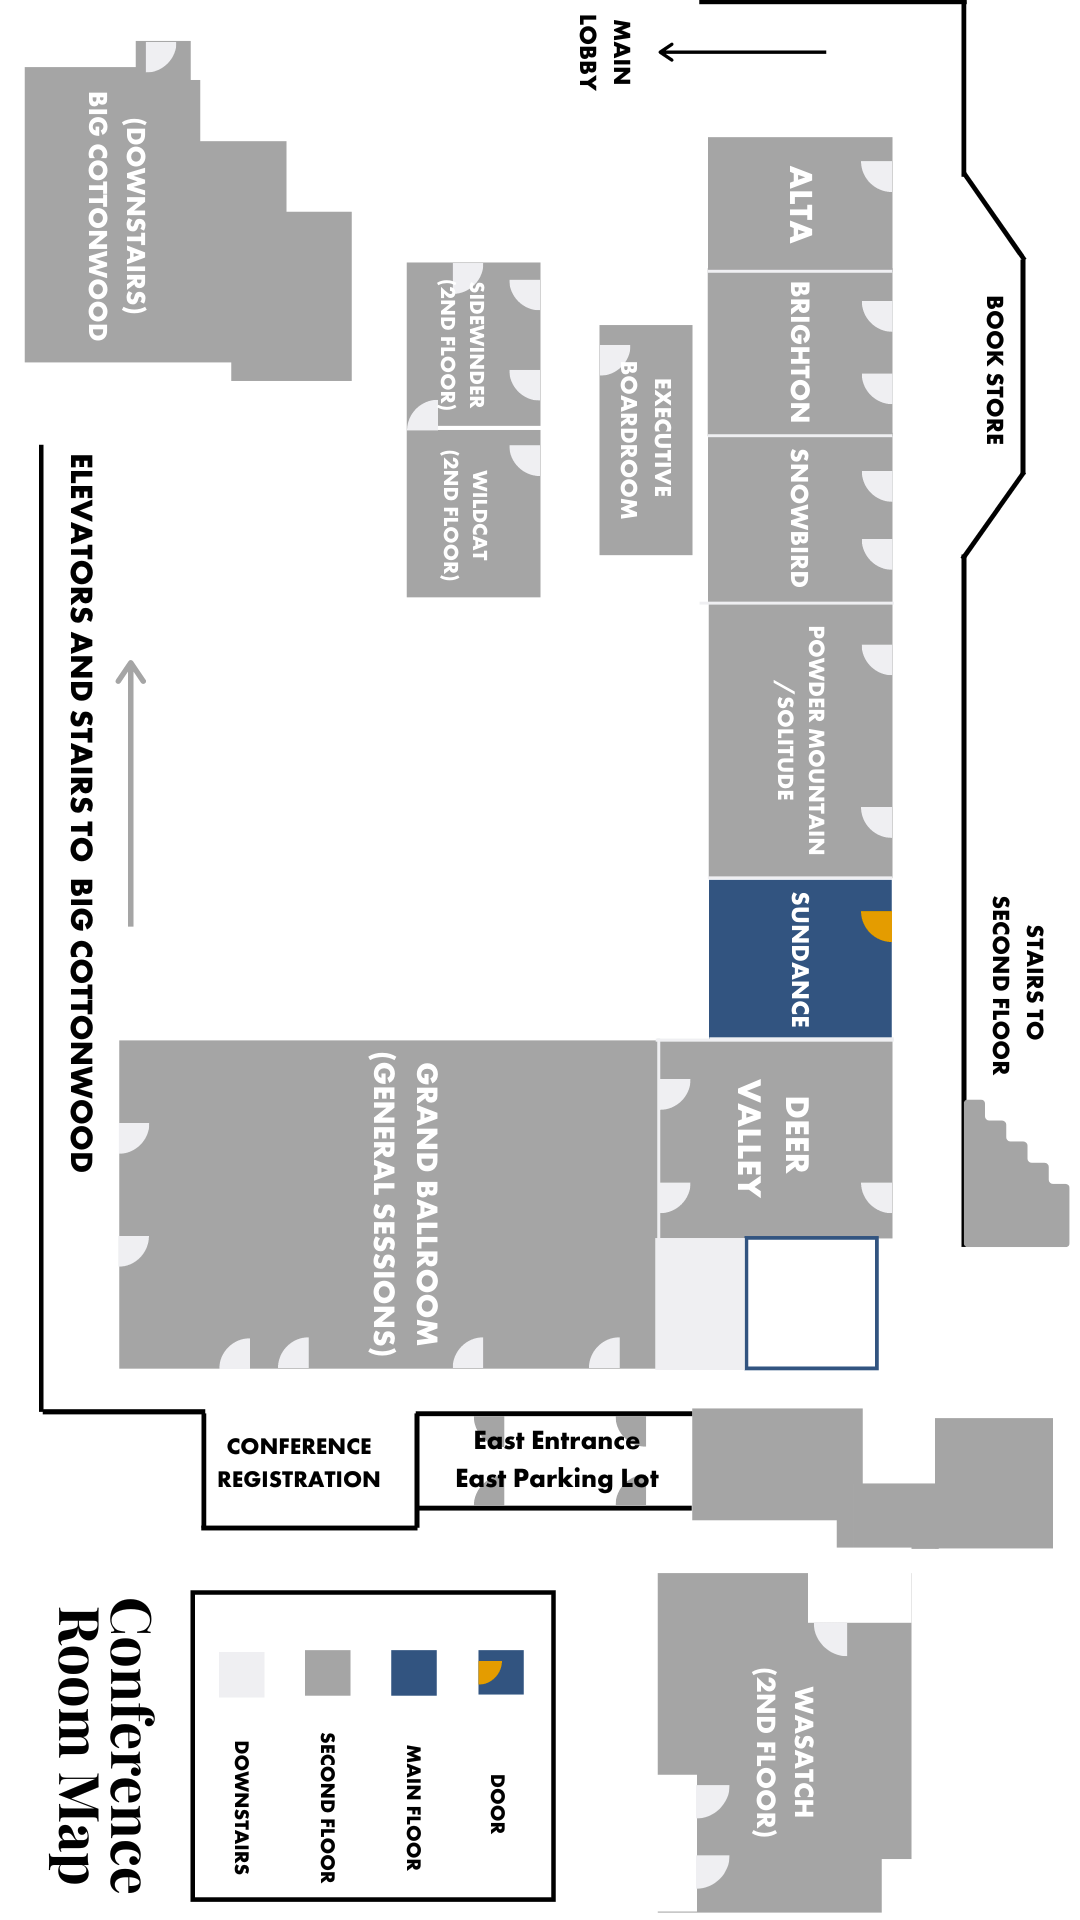 MAIN
LOBBY
(DOWNSTAIRS)
BIG COTTONWOOD
ALTA
BRIGHTON
SNOWBIRD
POWDER MOUNTAIN
/SOLITUDE
SUNDANCE
DEER
VALLEY
BOOK STORE
SIDEWINDER
(2ND FLOOR)
WILDCAT
(2ND FLOOR)
EXECUTIVE
BOARDROOM
STAIRS TO
SECOND FLOOR
ELEVATORS AND STAIRS TO BIG COTTONWOOD
GRAND BALLROOM
(GENERAL SESSIONS)
CONFERENCE
REGISTRATION
East Entrance
East Parking Lot
WASATCH
(2ND FLOOR)
DOOR
MAIN FLOOR
SECOND FLOOR
DOWNSTAIRS
Conference
Room Map